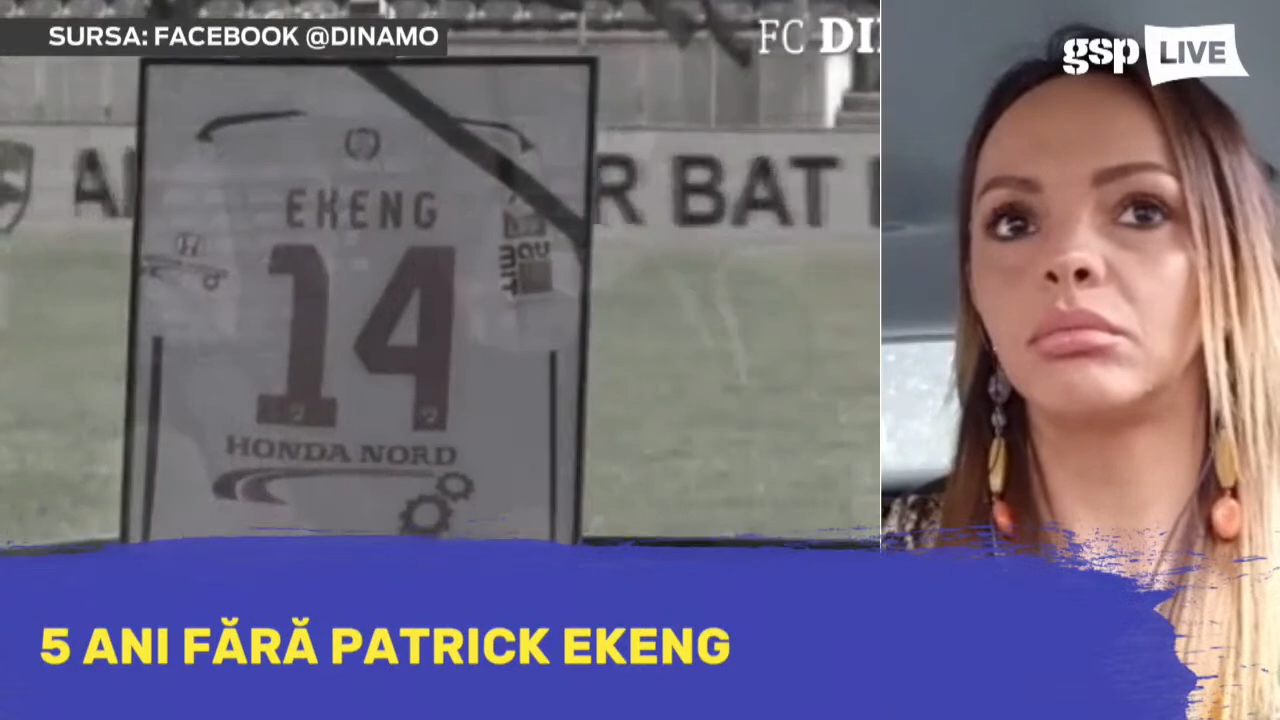 SURSA: FACEBOOK @DINAMO
FC DI
gsp LIVE
R BAT
EKENG
14
HONDA NORD
5 ANI FĂRĂ PATRICK EKENG